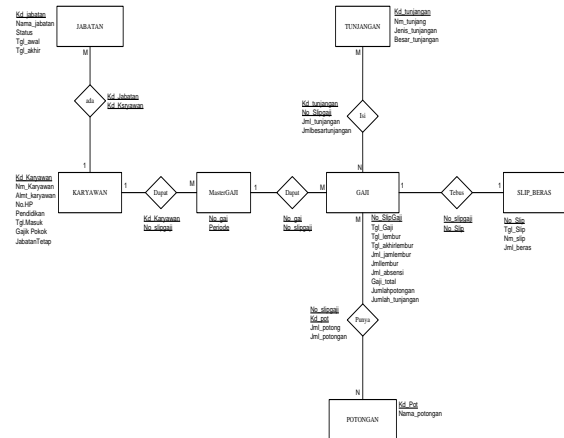 Kd_jabatan
Nama_jabatan
Status
Tgl_awal
Tgl_akhir
JABATAN
M
ada
Kd_Jabatan
Kd_Ksryawan
1
TUNJANGAN
Kd_tunjangan
Nm_tunjang
Jenis_tunjangan
Besar_tunjangan
M
Kd_tunjangan
No_Slipgaji
Jml_tunjangan
Jmlbesartunjangan
Isi
N
Kd_Karyawan
Nm_Karyawan
Almt_karyawan
No.HP
Pendidikan
Tgl.Masuk
Gajik Pokok
JabatanTetap
KARYAWAN
1
Dapat
M
Kd_Karyawan
No_slipgaji
MasterGAJI
No_gai
Periode
1
Dapat
M
No_gai
No_slipgaji
GAJI
1
Tebus
1
No_slipgaji
No_Slip
SLIP_BERAS
No_Slip
Tgl_Slip
Nm_slip
Jml_beras
M
No_SlipGaji
Tgl_Gaji
Tgl_lembur
Tgl_akhirlembur
Jml_jamlembur
Jmllembur
Jml_absensi
Gaji_total
Jumlahpotongan
Jumlah_tunjangan
No_slipgaji
Kd_pot
Jml_potong
Jml_potongan
Punya
N
POTONGAN
Kd_Pot
Nama_potongan